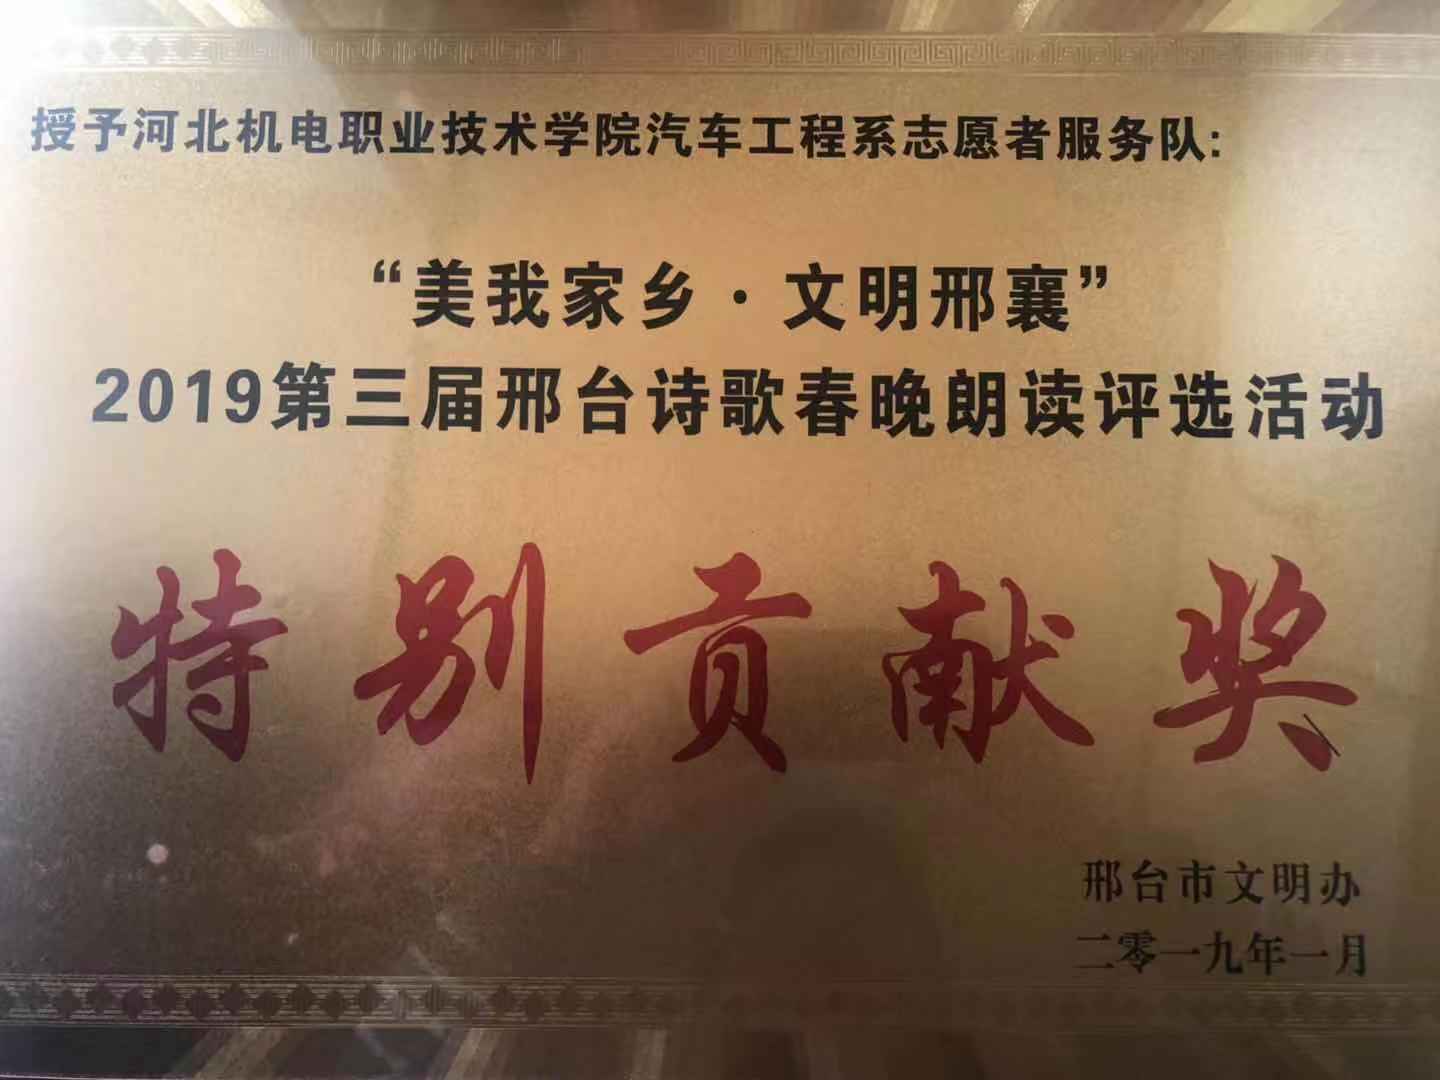 授予河北机电职业技术学院汽车工程系志愿者服务队:
“美我家乡·文明邢襄”
2019第三届邢台诗歌春晚朗读评选活动
特别贡献奖
邢台市文明办
二零一九年一月